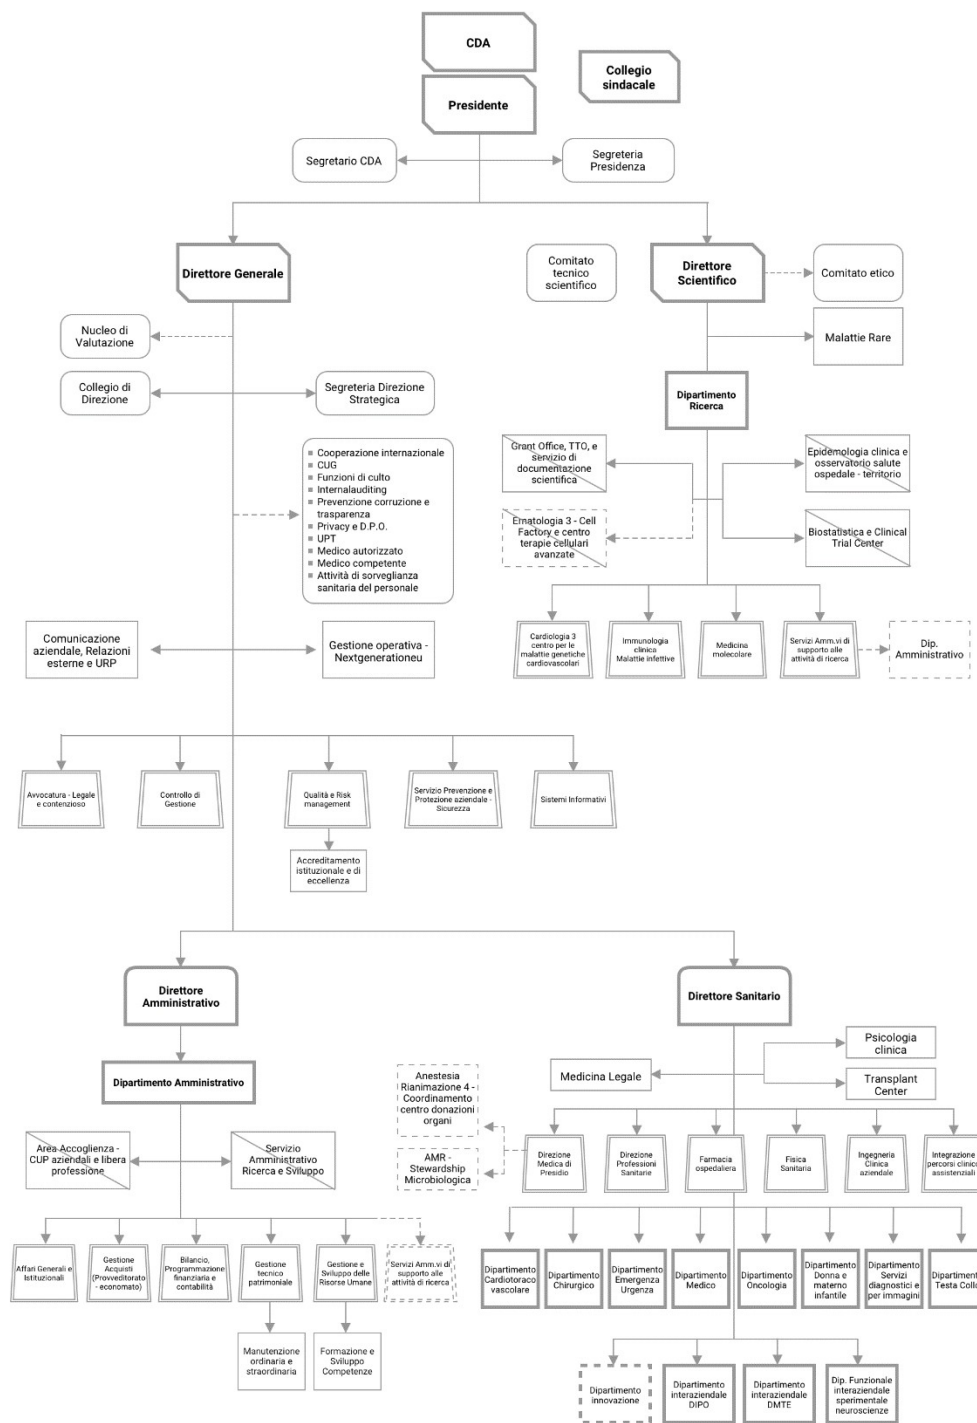 CDA
Collegio
sindacale
Presidente
Segretario CDA
Segreteria
Presidenza
Direttore Generale
Comitato
tecnico
scientifico
Direttore
Scientifico
Comitato etico
Nucleo di
Valutazione
Malattie Rare
Collegio di
Direzione
Segreteria Direzione
Strategica
Dipartimento
Ricerca
Cooperazione internazionale
CUG
Funzioni di culto
Internalauditing
Prevenzione corruzione e
trasparenza
Privacy e D.P.O.
UPT
Medico autorizzato
Medico competente
Attività di sorveglianza
sanitaria del personale
Grant Office, TTO, e
servizio di
documentazione
scientifica
Epidemologia clinica e
osservatorio salute
ospedale - territorio
Ematologia 3 - Cell
Factory e centro
terapie cellulari
avanzate
Biostatistica e Clinical
Trial Center
Comunicazione
aziendale, Relazioni
esterne e URP
Gestione operativa -
Nextgenerationeu
Cardiologia 3
centro per le
malattie genetiche
cardiovascolari
Immunologia
clinica
Malattie infettive
Medicina
molecolare
Servizi Amm.vi di
supporto alle
attività di ricerca
Dip.
Amministrativo
Avvocatura - Legale
e contenzioso
Controllo di
Gestione
Qualità e Risk
management
Servizio Prevenzione e
Protezione aziendale -
Sicurezza
Sistemi Informativi
Accreditamento
istituzionale e di
eccellenza
Direttore
Amministrativo
Direttore Sanitario
Dipartimento Amministrativo
Medicina Legale
Psicologia
clinica
Transplant
Center
Anestesia
Rianimazione 4 -
Coordinamento
centro donazioni
organi
AMR -
Stewardship
Microbiologica
Area Accoglienza -
CUP aziendali e libera
professione
Servizio
Amministrativo
Ricerca e Sviluppo
Direzione
Medica di
Presidio
Direzione
Professioni
Sanitarie
Farmacia
ospedaliera
Fisica
Sanitaria
Ingegneria
Clinica
aziendale
Integrazione e
percorsi clinico
assistenziali
Affari Generali e
Istituzionali
Gestione
Acquisti
(Provveditorato
- economato)
Bilancio,
Programmazione
finanziaria e
contabilità
Gestione
tecnico
patrimoniale
Gestione e
Sviluppo delle
Risorse Umane
Servizi Amm.vi di
supporto alle
attività di ricerca
Dipartimento
Cardiotoraco
vascolare
Dipartimento
Chirurgico
Dipartimento
Emergenza
Urgenza
Dipartimento
Medico
Dipartimento
Oncologia
Dipartimento
Donna e
materno
infantile
Dipartimento
Servizi
diagnostici e
per immagini
Dipartimento
Testa Collo
Manutenzione
ordinaria e
straordinaria
Formazione e
Sviluppo
Competenze
Dipartimento
innovazione
Dipartimento
interaziendale
DIPO
Dipartimento
interaziendale
DMTE
Dip. Funzionale
interaziendale
sperimentale
neuroscienze